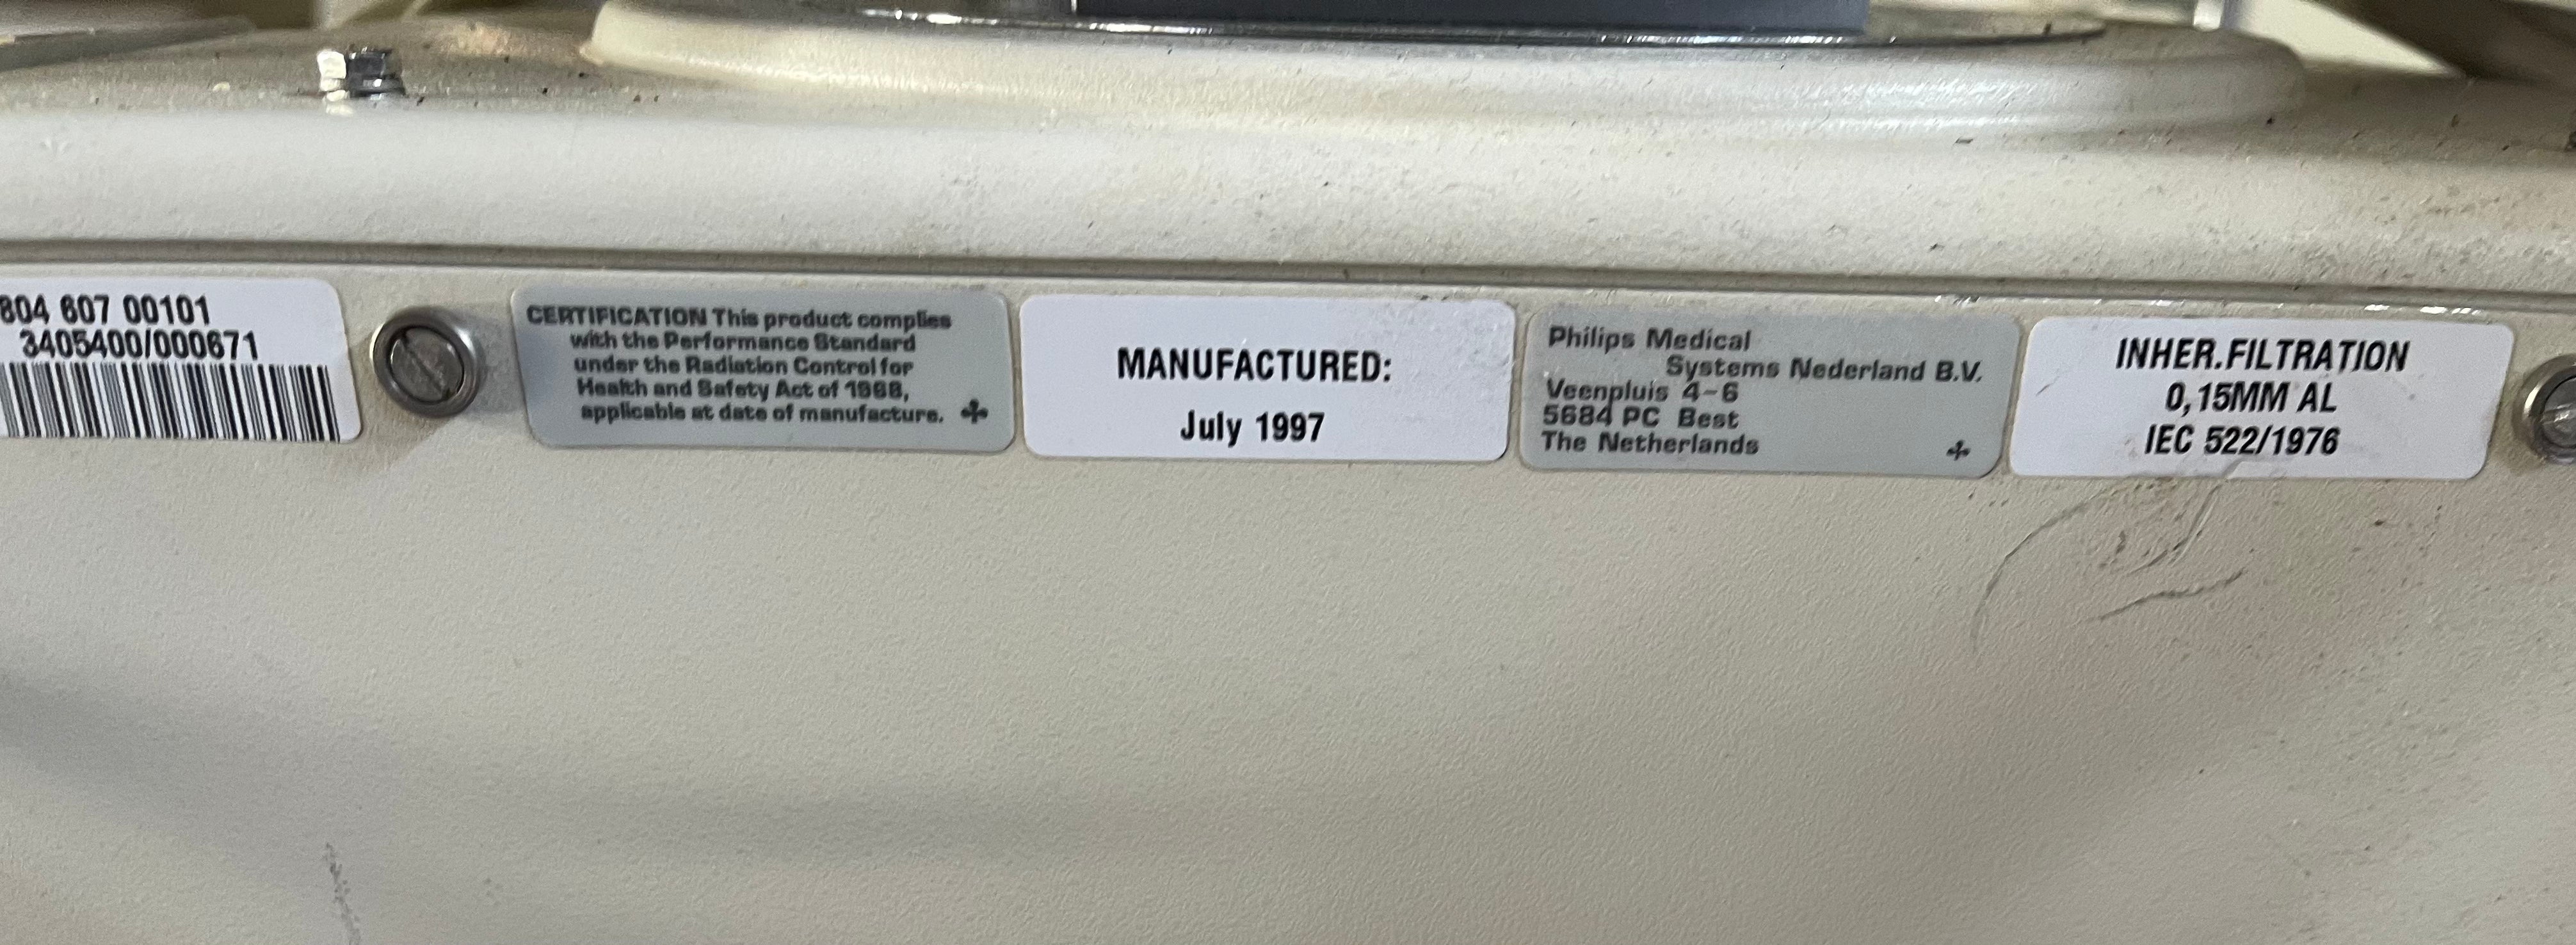 804 607 00101
3405400/000671
CERTIFICATION This product complies
with the Performance Standard
under the Radiation Control for
Health and Safety Act of 1968,
applicable at date of manufacture.
MANUFACTURED:
July 1997
Philips Medical
Systems Nederland B.V.
Veenpluis 4-6
5684 PC Best
The Netherlands
INHER.FILTRATION
0,15MM AL
IEC 522/1976